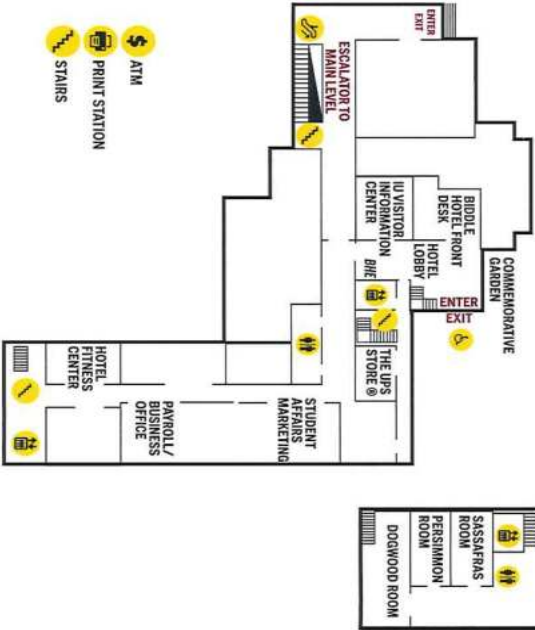 ENTER
EXIT
ESCALATOR TO
MAIN LEVEL
$ ATM
PRINT STATION
STAIRS
COMMEMORATIVE
GARDEN
BIDDLE
HOTEL FRONT
DESK
IU VISITOR
INFORMATION
CENTER
HOTEL
LOBBY
BHE
ENTER
EXIT
THE UPS
STORE ®
STUDENT
AFFAIRS
MARKETING
PAYROLL/
BUSINESS
OFFICE
HOTEL
FITNESS
CENTER
SASSAFRAS
ROOM
PERSIMMON
ROOM
DOGWOOD ROOM